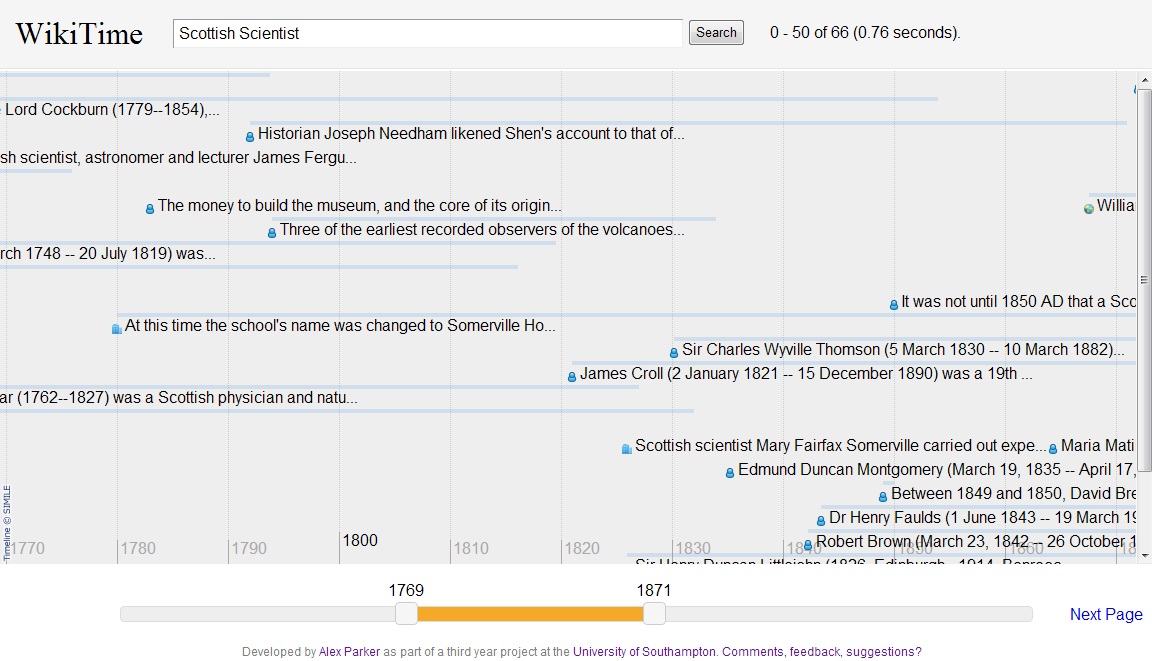 WikiTime
Scottish Scientist
Search
0 - 50 of 66 (0.76 seconds).
Lord Cockburn (1779--1854),...
Historian Joseph Needham likened Shen's account to that of...
sh scientist, astronomer and lecturer James Fergu...
The money to build the museum, and the core of its origin...
Willia
Three of the earliest recorded observers of the volcanoes...
rch 1748 -- 20 July 1819) was...
It was not until 1850 AD that a Sco
At this time the school's name was changed to Somerville Ho...
Sir Charles Wyville Thomson (5 March 1830 -- 10 March 1882)...
James Croll (2 January 1821 -- 15 December 1890) was a 19th ...
ar (1762--1827) was a Scottish physician and natu...
Scottish scientist Mary Fairfax Somerville carried out expe...
Maria Mati
Edmund Duncan Montgomery (March 19, 1835 -- April 17,
Between 1849 and 1850, David Bre
Dr Henry Faulds (1 June 1843 -- 19 March 19
Robert Brown (March 23, 1842 -- 26 October 1
Timeline © SIMILE
1770 1780 1790 1800 1810 1820 1830 1840 1860
Sir Henry Duncan Littlejohn (1826, Edinburgh--1914,
1769 1871
Next Page
Developed by Alex Parker as part of a third year project at the University of Southampton. Comments, feedback, suggestions?